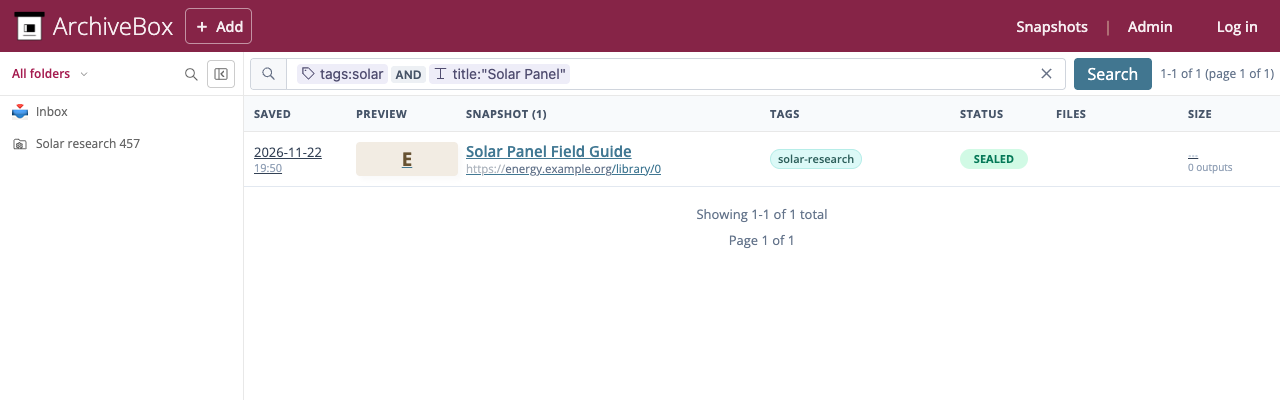 ArchiveBox
+ Add
Snapshots | Admin Log in
All folders
tags:solar AND title:"Solar Panel"
Search
1-1 of 1 (page 1 of 1)
Inbox
Solar research 457
SAVED PREVIEW SNAPSHOT (1) TAGS STATUS FILES SIZE
2026-11-22
19:50
E
Solar Panel Field Guide
https://energy.example.org/library/0
solar-research
SEALED
...
0 outputs
Showing 1-1 of 1 total
Page 1 of 1